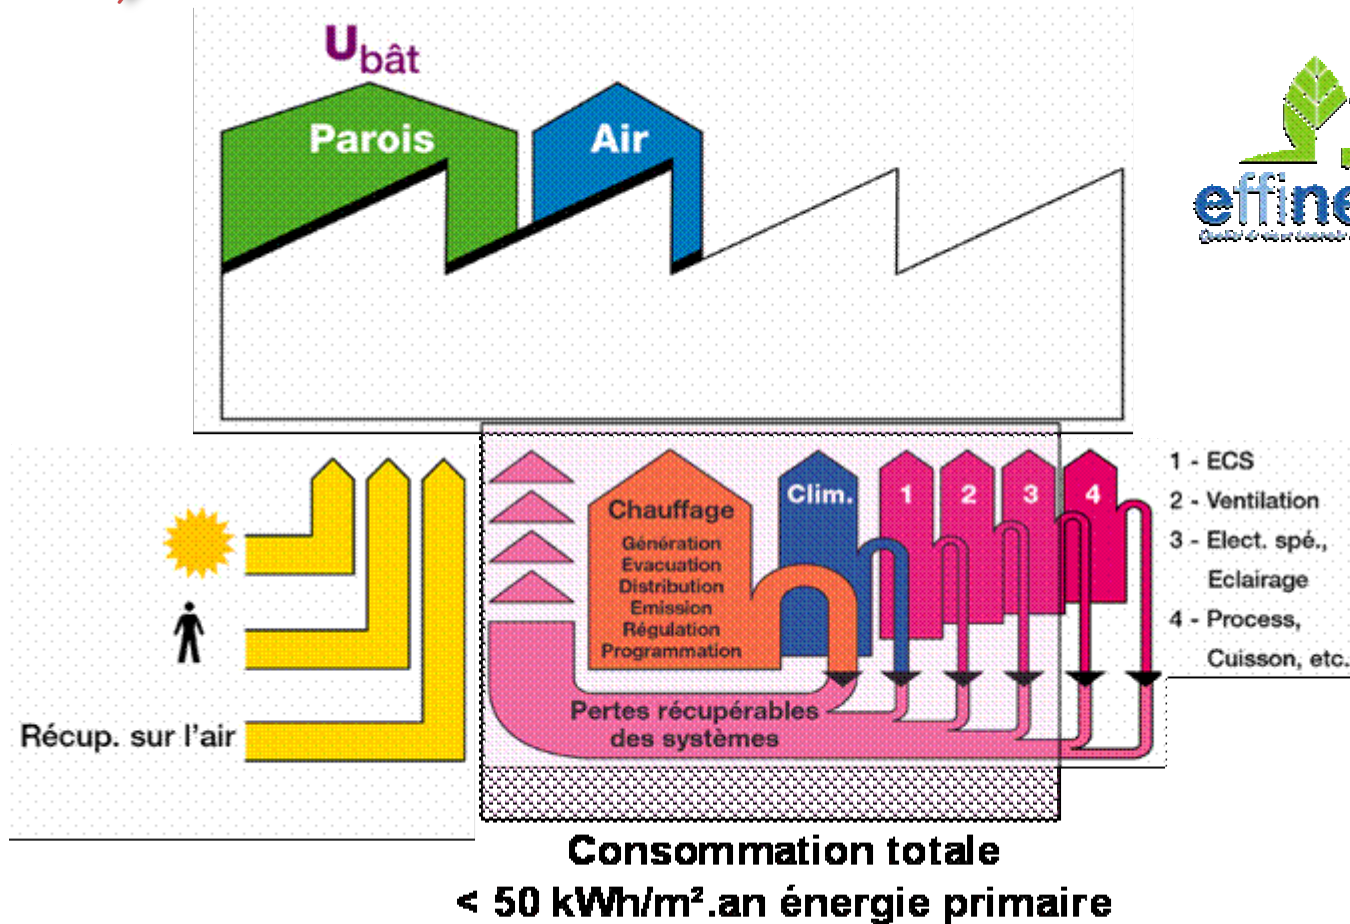 Ubât
Parois
Air
effine
Chauffage
Génération
Evacuation
Distribution
Emission
Régulation
Programmation
Clim.
1
2
3
4
1 - ECS
2 - Ventilation
3 - Elect. spé.,
Eclairage
4 - Process,
Cuisson, etc.
Récup. sur l'air
Pertes récupérables
des systèmes
Consommation totale
< 50 kWh/m².an énergie primaire